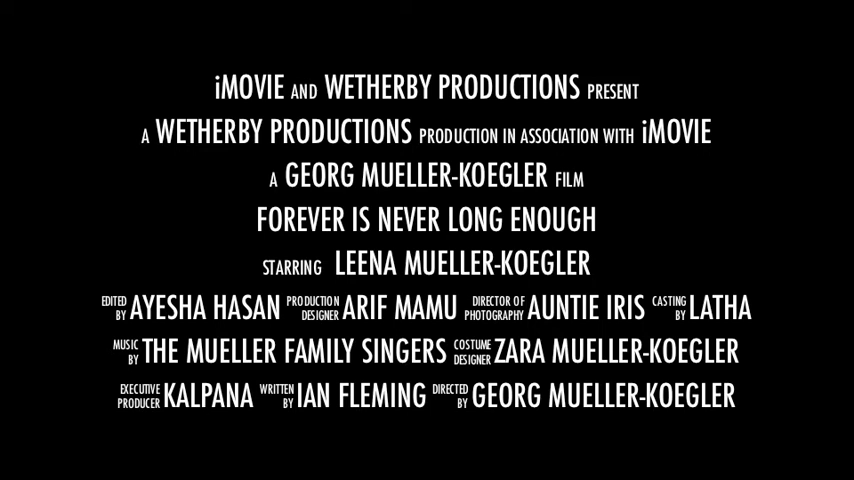 iMOVIE AND WETHERBY PRODUCTIONS PRESENT
A WETHERBY PRODUCTIONS PRODUCTION IN ASSOCIATION WITH iMOVIE
A GEORG MUELLER-KOEGLER FILM
FOREVER IS NEVER LONG ENOUGH
STARRING LEENA MUELLER-KOEGLER
EDITED BY AYESHA HASAN PRODUCTION DESIGNER ARIF MAMU DIRECTOR OF PHOTOGRAPHY AUNTIE IRIS CASTING BY LATHA
MUSIC BY THE MUELLER FAMILY SINGERS COSTUME DESIGNER ZARA MUELLER-KOEGLER
EXECUTIVE PRODUCER KALPANA WRITTEN BY IAN FLEMING DIRECTED BY GEORG MUELLER-KOEGLER